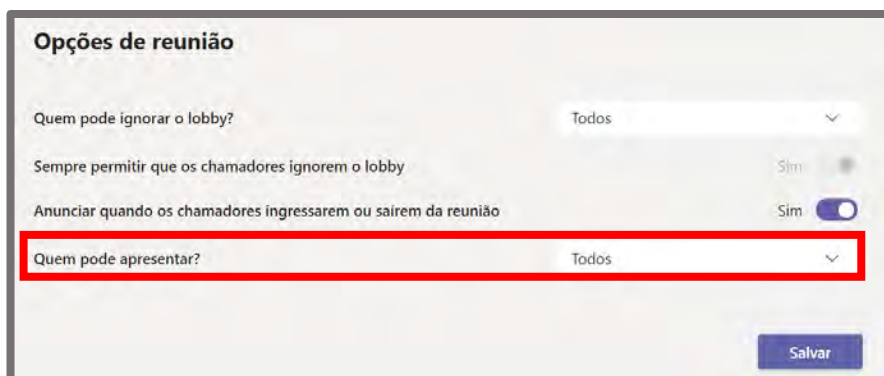 Opções de reunião
Quem pode ignorar o lobby? Todos
Sempre permitir que os chamadores ignorem o lobby Sim
Anunciar quando os chamadores ingressarem ou saírem da reunião Sim
Quem pode apresentar? Todos
Salvar